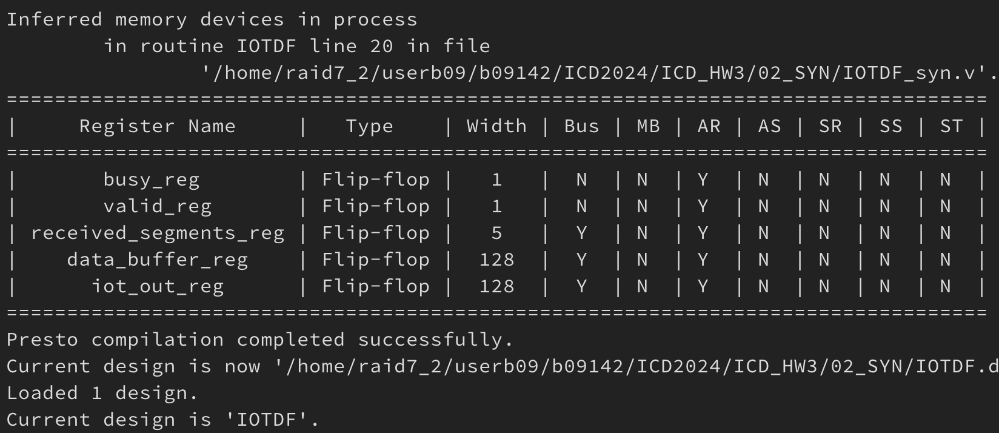 Inferred memory devices in process
        in routine IOTDF line 20 in file
                '/home/raid7_2/userb09/b09142/ICD2024/ICD_HW3/02_SYN/IOTDF_syn.v'.
=================================================================================
|     Register Name     |   Type    | Width | Bus | MB | AR | AS | SR | SS | ST |
=================================================================================
|       busy_reg        | Flip-flop |   1   |  N  | N  | Y  | N  | N  | N  | N  |
|       valid_reg       | Flip-flop |   1   |  N  | N  | Y  | N  | N  | N  | N  |
| received_segments_reg | Flip-flop |   5   |  Y  | N  | Y  | N  | N  | N  | N  |
|    data_buffer_reg    | Flip-flop |  128  |  Y  | N  | Y  | N  | N  | N  | N  |
|      iot_out_reg      | Flip-flop |  128  |  Y  | N  | Y  | N  | N  | N  | N  |
=================================================================================
Presto compilation completed successfully.
Current design is now '/home/raid7_2/userb09/b09142/ICD2024/ICD_HW3/02_SYN/IOTDF.d
Loaded 1 design.
Current design is 'IOTDF'.